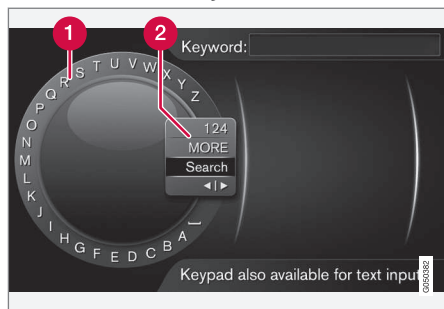 1
2
Keyword:
A B C D E F G H I J K L M N O P Q R S T U V W X Y Z
124
MORE
Search
◄|►
Keypad also available for text input
G050382